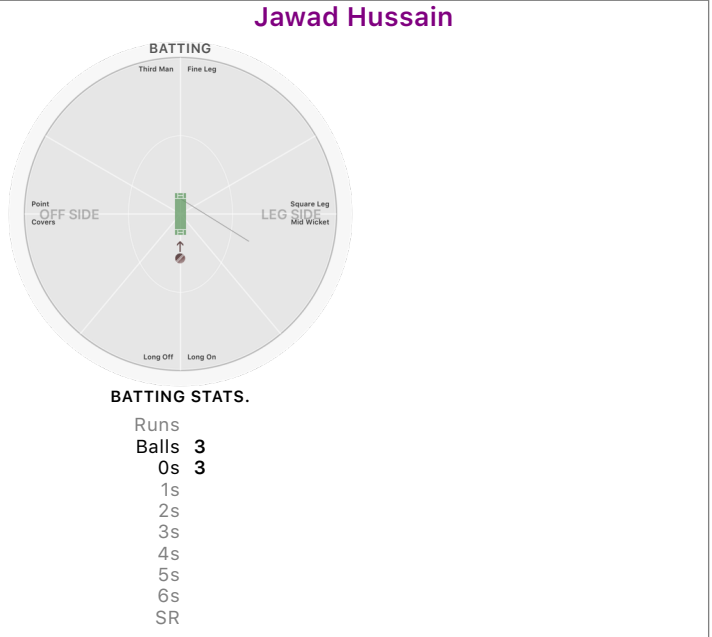 Jawad Hussain
BATTING
Third Man Fine Leg
Point Square Leg
OFF SIDE LEG SIDE
Covers Mid Wicket
Long Off Long On
BATTING STATS.
Runs
Balls 3
0s 3
1s
2s
3s
4s
5s
6s
SR